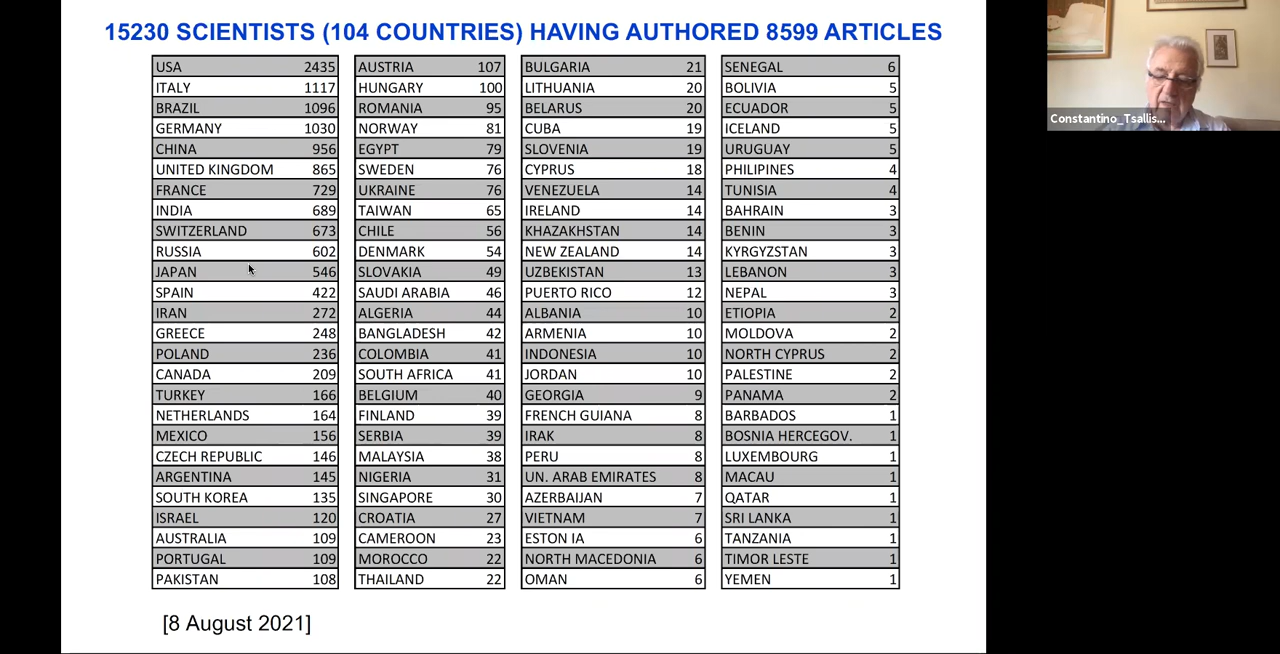 15230 SCIENTISTS (104 COUNTRIES) HAVING AUTHORED 8599 ARTICLES
USA 2435
ITALY 1117
BRAZIL 1096
GERMANY 1030
CHINA 956
UNITED KINGDOM 865
FRANCE 729
INDIA 689
SWITZERLAND 673
RUSSIA 602
JAPAN 546
SPAIN 422
IRAN 272
GREECE 248
POLAND 236
CANADA 209
TURKEY 166
NETHERLANDS 164
MEXICO 156
CZECH REPUBLIC 146
ARGENTINA 145
SOUTH KOREA 135
ISRAEL 120
AUSTRALIA 109
PORTUGAL 109
PAKISTAN 108
AUSTRIA 107
HUNGARY 100
ROMANIA 95
NORWAY 81
EGYPT 79
SWEDEN 76
UKRAINE 76
TAIWAN 65
CHILE 56
DENMARK 54
SLOVAKIA 49
SAUDI ARABIA 46
ALGERIA 44
BANGLADESH 42
COLOMBIA 41
SOUTH AFRICA 41
BELGIUM 40
FINLAND 39
SERBIA 39
MALAYSIA 38
NIGERIA 31
SINGAPORE 30
CROATIA 27
CAMEROON 23
MOROCCO 22
THAILAND 22
BULGARIA 21
LITHUANIA 20
BELARUS 20
CUBA 19
SLOVENIA 19
CYPRUS 18
VENEZUELA 14
IRELAND 14
KHAZAKHSTAN 14
NEW ZEALAND 14
UZBEKISTAN 13
PUERTO RICO 12
ALBANIA 10
ARMENIA 10
INDONESIA 10
JORDAN 10
GEORGIA 9
FRENCH GUIANA 8
IRAK 8
PERU 8
UN. ARAB EMIRATES 8
AZERBAIJAN 7
VIETNAM 7
ESTON IA 6
NORTH MACEDONIA 6
OMAN 6
SENEGAL 6
BOLIVIA 5
ECUADOR 5
ICELAND 5
URUGUAY 5
PHILIPINES 4
TUNISIA 4
BAHRAIN 3
BENIN 3
KYRGYZSTAN 3
LEBANON 3
NEPAL 3
ETIOPIA 2
MOLDOVA 2
NORTH CYPRUS 2
PALESTINE 2
PANAMA 2
BARBADOS 1
BOSNIA HERCEGOV. 1
LUXEMBOURG 1
MACAU 1
QATAR 1
SRI LANKA 1
TANZANIA 1
TIMOR LESTE 1
YEMEN 1
[8 August 2021]
Constantino_Tsallis...